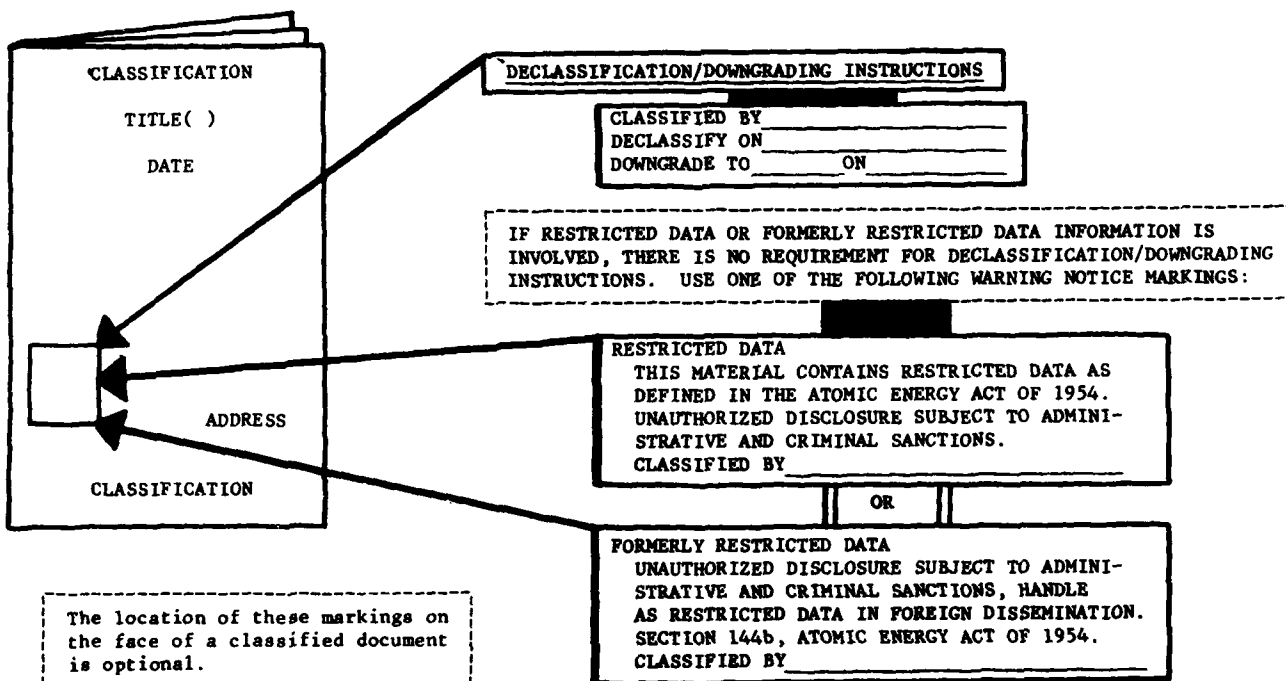 CLASSIFICATION
TITLE( )
DATE
ADDRESS
CLASSIFICATION
The location of these markings on
the face of a classified document
is optional.
DECLASSIFICATION/DOWNGRADING INSTRUCTIONS
CLASSIFIED BY
DECLASSIFY ON
DOWNGRADE TO ON
IF RESTRICTED DATA OR FORMERLY RESTRICTED DATA INFORMATION IS
INVOLVED, THERE IS NO REQUIREMENT FOR DECLASSIFICATION/DOWNGRADING
INSTRUCTIONS. USE ONE OF THE FOLLOWING WARNING NOTICE MARKINGS:
RESTRICTED DATA
THIS MATERIAL CONTAINS RESTRICTED DATA AS
DEFINED IN THE ATOMIC ENERGY ACT OF 1954.
UNAUTHORIZED DISCLOSURE SUBJECT TO ADMINI-
STRATIVE AND CRIMINAL SANCTIONS.
CLASSIFIED BY
OR
FORMERLY RESTRICTED DATA
UNAUTHORIZED DISCLOSURE SUBJECT TO ADMINI-
STRATIVE AND CRIMINAL SANCTIONS, HANDLE
AS RESTRICTED DATA IN FOREIGN DISSEMINATION.
SECTION 144b, ATOMIC ENERGY ACT OF 1954.
CLASSIFIED BY